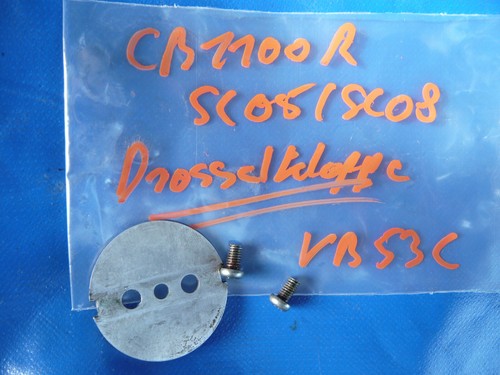 CB1100R
SC05/SC08
Drosselklappe
VB53C